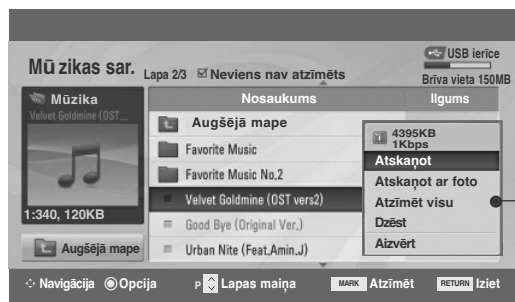 Mūzikas sar. Lapa 2/3 Neviens nav atzīmēts
USB ierīce
Brīva vieta 150MB
Mūzika
Velvet Goldmine (OST...
1:340, 120KB
Augšējā mape
Nosaukums Ilgums
Augšējā mape
Favorite Music
Favorite Music No.2
Velvet Goldmine (OST vers2)
Good Bye (Original Ver.)
Urban Nite (Feat.Amin.J)
4395KB
1Kbps
Atskaņot
Atskaņot ar foto
Atzīmēt visu
Dzēst
Aizvērt
Navigācija Opcija P Lapas maiņa MARK Atzīmēt RETURN Iziet